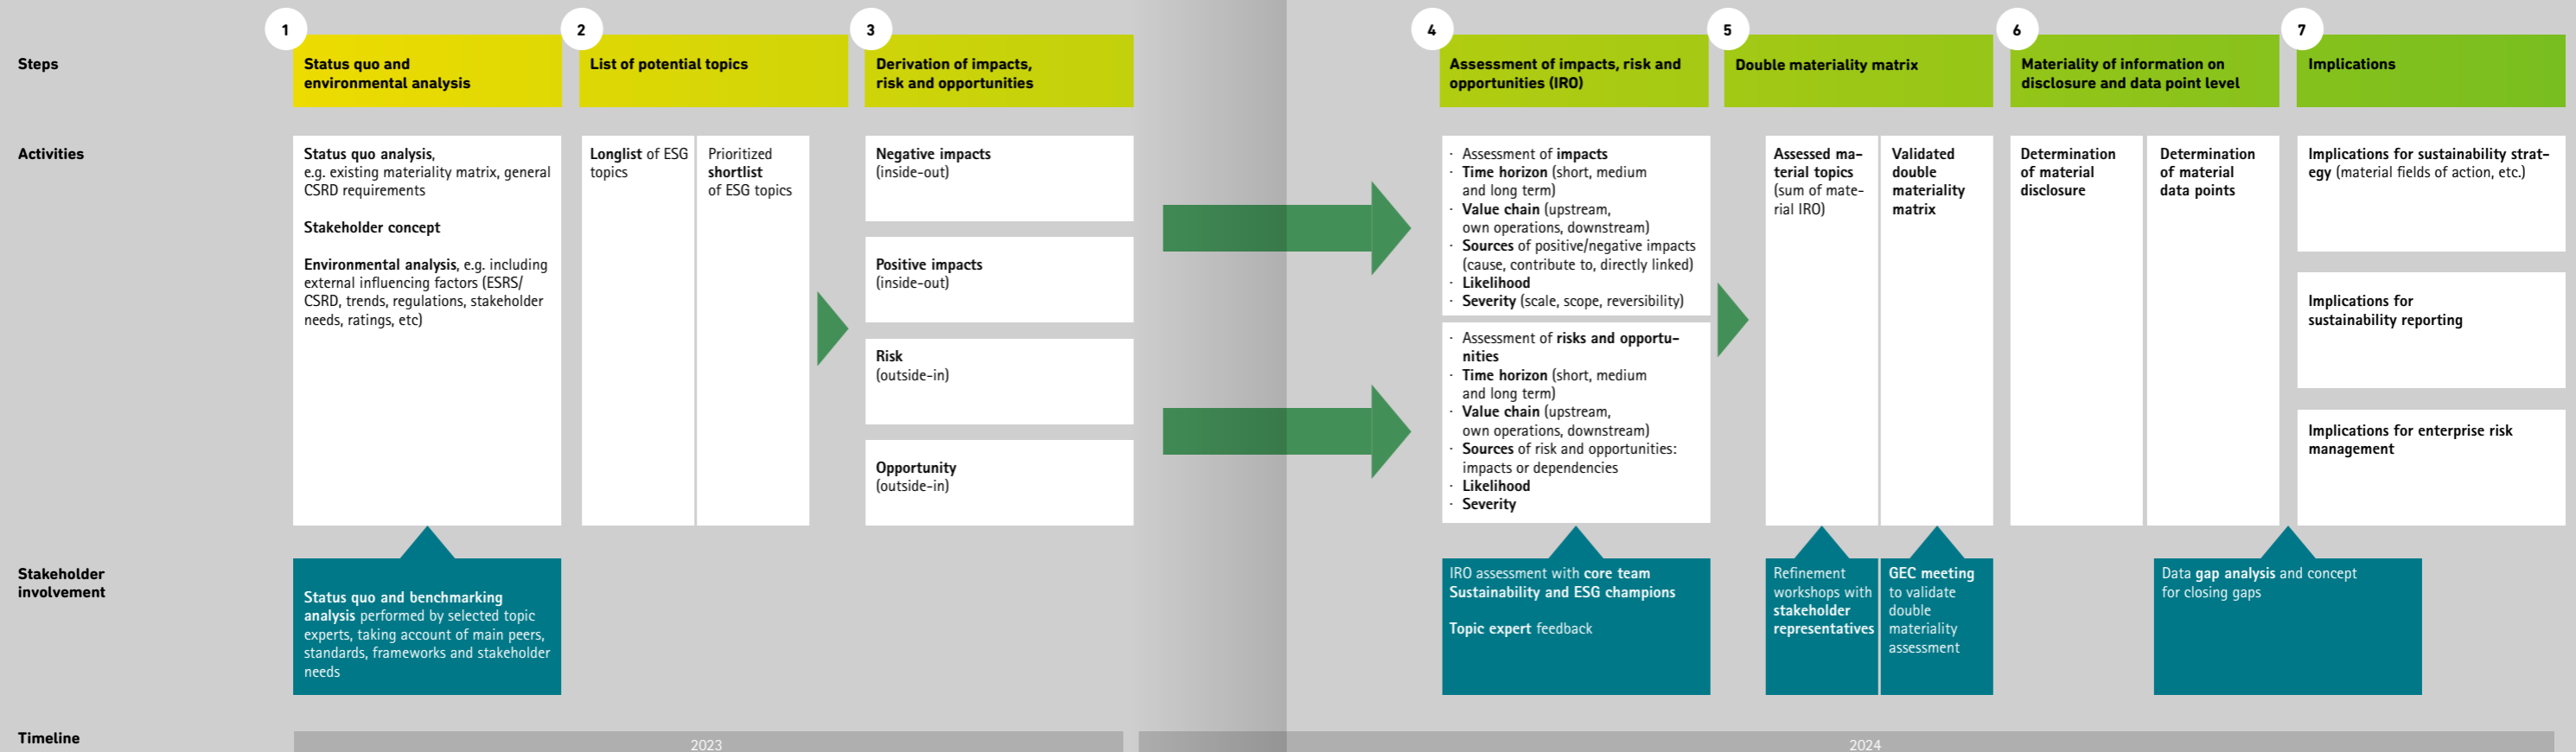 Steps
1
Status quo and
environmental analysis
2
List of potential topics
3
Derivation of impacts,
risk and opportunities
4
Assessment of impacts, risk and
opportunities (IRO)
5
Double materiality matrix
6
Materiality of information on
disclosure and data point level
7
Implications
Activities
Status quo analysis,
e.g. existing materiality matrix, general
CSRD requirements
Stakeholder concept
Environmental analysis, e.g. including
external influencing factors (ESRS/
CSRD, trends, regulations, stakeholder
needs, ratings, etc)
Longlist of ESG
topics
Prioritized
shortlist
of ESG topics
Negative impacts
(inside-out)
Positive impacts
(inside-out)
Risk
(outside-in)
Opportunity
(outside-in)
· Assessment of impacts
· Time horizon (short, medium
and long term)
· Value chain (upstream,
own operations, downstream)
· Sources of positive/negative impacts
(cause, contribute to, directly linked)
· Likelihood
· Severity (scale, scope, reversibility)
· Assessment of risks and opportu-
nities
· Time horizon (short, medium
and long term)
· Value chain (upstream,
own operations, downstream)
· Sources of risk and opportunities:
impacts or dependencies
· Likelihood
· Severity
Assessed ma-
terial topics
(sum of mate-
rial IRO)
Validated
double
materiality
matrix
Determination
of material
disclosure
Determination
of material
data points
Implications for sustainability strat-
egy (material fields of action, etc.)
Implications for
sustainability reporting
Implications for enterprise risk
management
Stakeholder
involvement
Status quo and benchmarking
analysis performed by selected topic
experts, taking account of main peers,
standards, frameworks and stakeholder
needs
IRO assessment with core team
Sustainability and ESG champions
Topic expert feedback
Refinement
workshops with
stakeholder
representatives
GEC meeting
to validate
double
materiality
assessment
Data gap analysis and concept
for closing gaps
Timeline
2023
2024